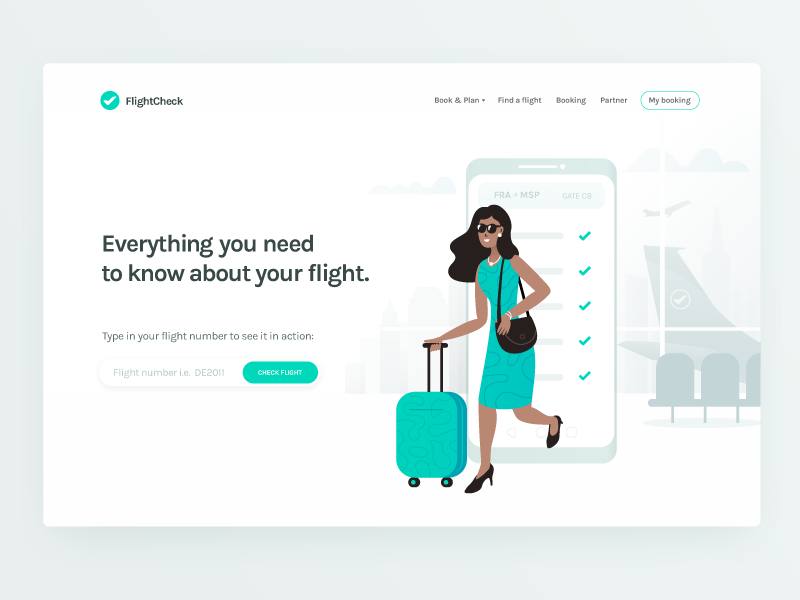 FlightCheck
Book & Plan
Find a flight
Booking
Partner
My booking
FRA MSP
GATE C8
Everything you need
to know about your flight.
Type in your flight number to see it in action:
Flight number i.e. DE2011
CHECK FLIGHT